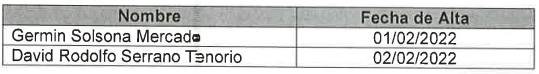 Nombre Fecha de Alta
Germin Solsona Mercado 01/02/2022
David Rodolfo Serrano Tenorio 02/02/2022